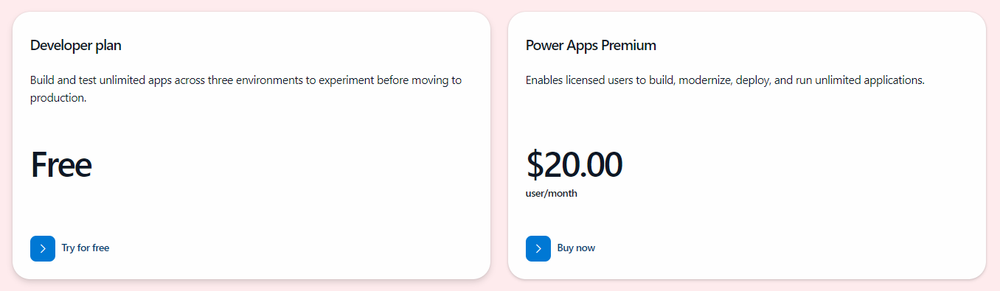 Developer plan
Build and test unlimited apps across three environments to experiment before moving to
production.
Free
Try for free
Power Apps Premium
Enables licensed users to build, modernize, deploy, and run unlimited applications.
$20.00
user/month
Buy now